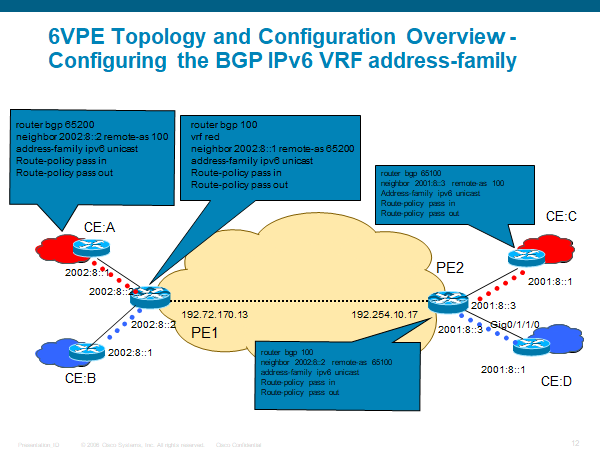 6VPE Topology and Configuration Overview -
Configuring the BGP IPv6 VRF address-family
router bgp 65200
neighbor 2002:8::2 remote-as 100
address-family ipv6 unicast
Route-policy pass in
Route-policy pass out
router bgp 100
vrf red
neighbor 2002:8::1 remote-as 65200
address-family ipv6 unicast
Route-policy pass in
Route-policy pass out
router bgp 65100
neighbor 2001:8::3 remote-as 100
Address-family ipv6 unicast
Route-policy pass in
Route-policy pass out
CE:A
CE:C
2002:8::1
2002:8::2
PE2
2001:8::1
2001:8::3
192.72.170.13
192.254.10.17
2002:8::2
PE1
2001:8::3
Gig0/1/1/0
2002:8::1
CE:B
router bgp 100
neighbor 2002:8::2 remote-as 65100
address-family ipv6 unicast
Route-policy pass in
Route-policy pass out
2001:8::1
CE:D
Presentation_ID
© 2006 Cisco Systems, Inc. All rights reserved.
Cisco Confidential
12